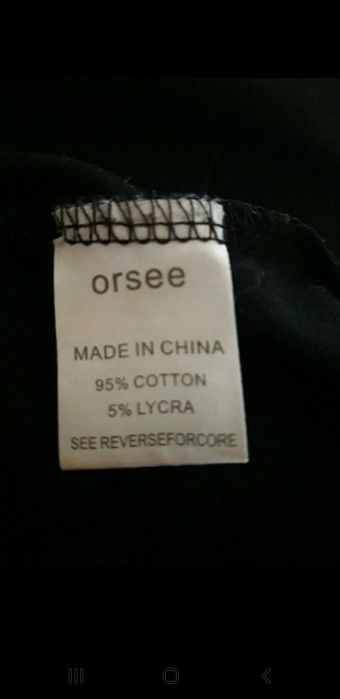 orsee
MADE IN CHINA
95% COTTON
5% LYCRA
SEE REVERSEFORCORE